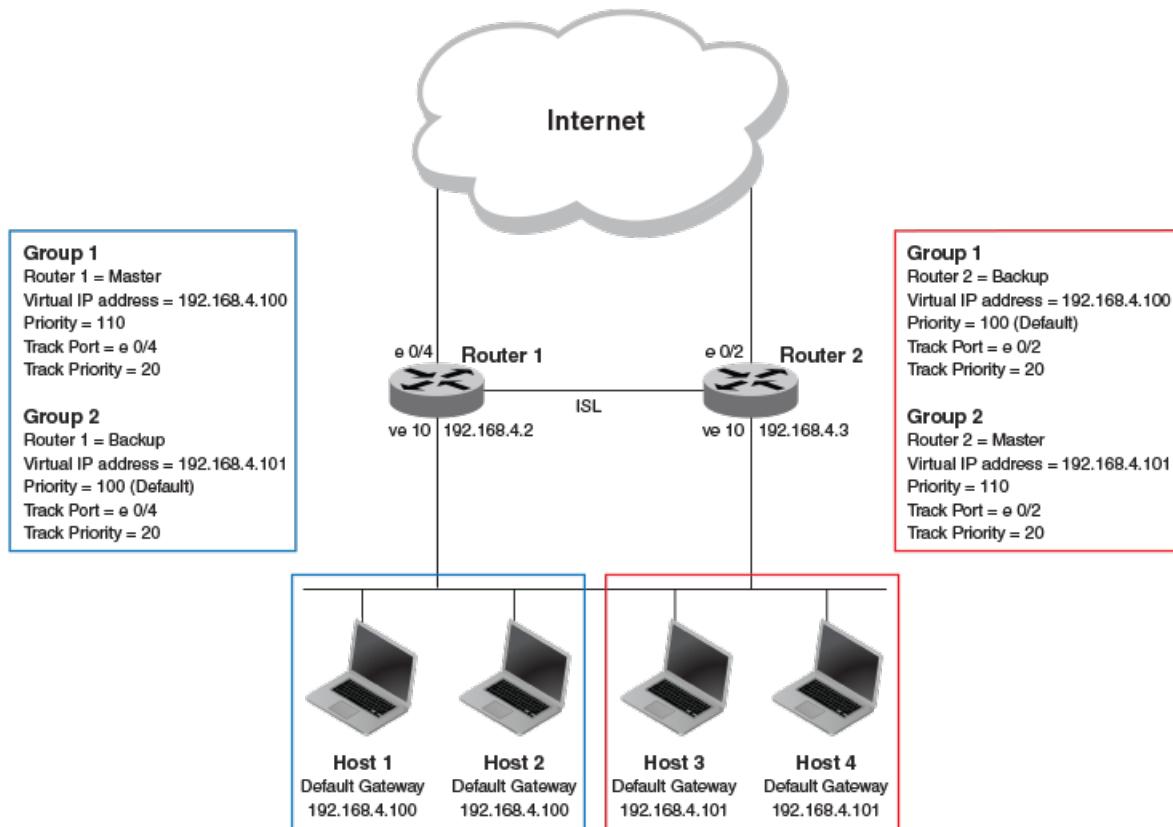 Internet
Group 1
Router 1 = Master
Virtual IP address = 192.168.4.100
Priority = 110
Track Port = e 0/4
Track Priority = 20
Group 2
Router 1 = Backup
Virtual IP address = 192.168.4.101
Priority = 100 (Default)
Track Port = e 0/4
Track Priority = 20
Group 1
Router 2 = Backup
Virtual IP address = 192.168.4.100
Priority = 100 (Default)
Track Port = e 0/2
Track Priority = 20
Group 2
Router 2 = Master
Virtual IP address = 192.168.4.101
Priority = 110
Track Port = e 0/2
Track Priority = 20
e 0/4
Router 1
e 0/2
Router 2
ISL
ve 10
192.168.4.2
ve 10
192.168.4.3
Host 1
Default Gateway
192.168.4.100
Host 2
Default Gateway
192.168.4.100
Host 3
Default Gateway
192.168.4.101
Host 4
Default Gateway
192.168.4.101